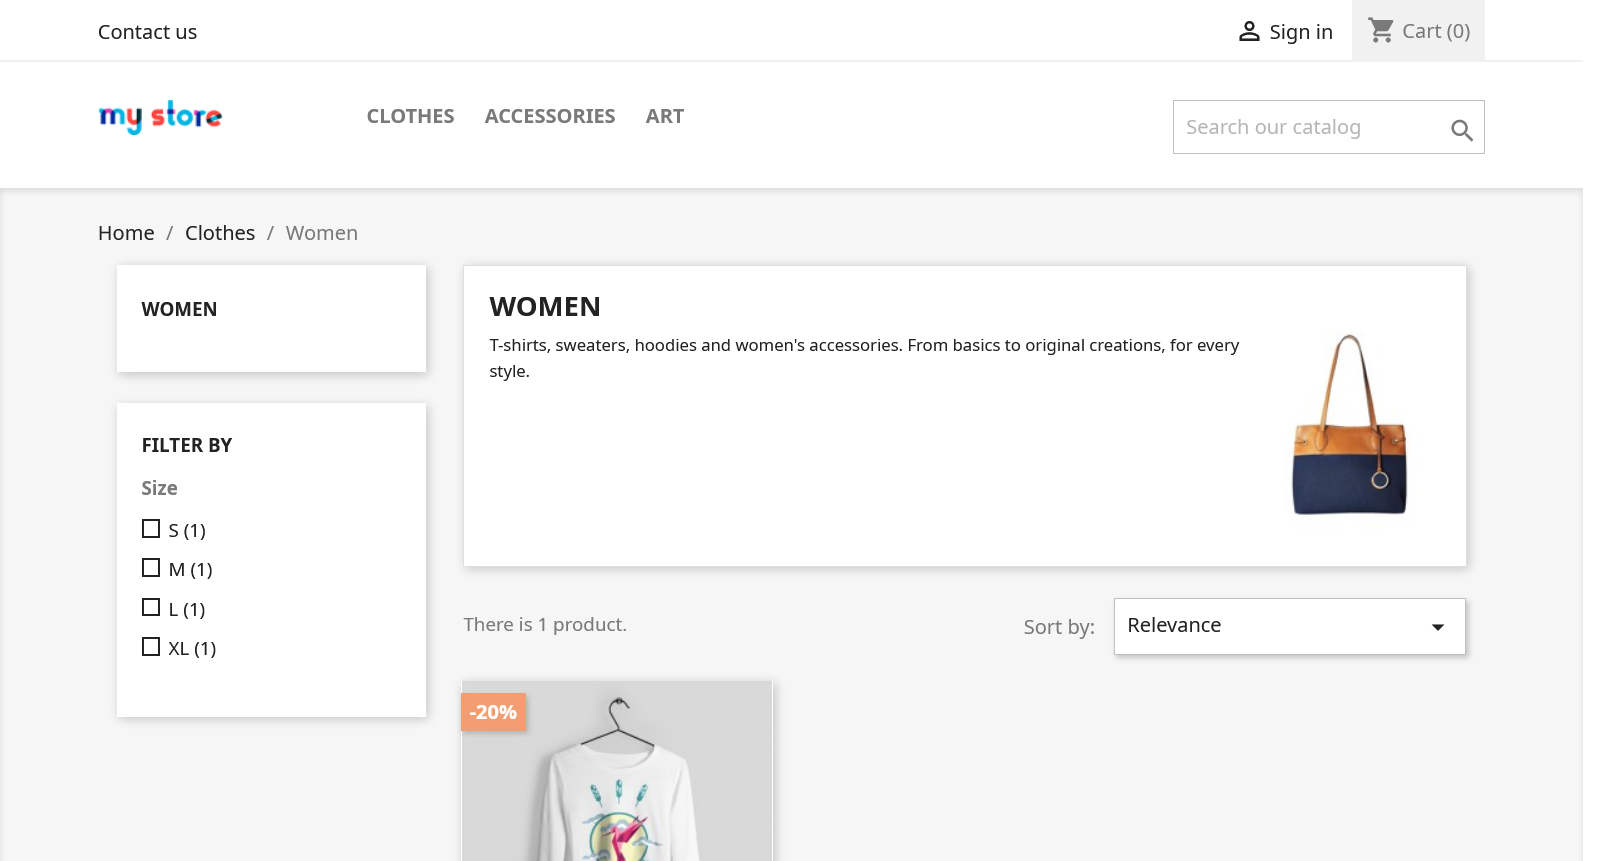 Contact us
Sign in
Cart (0)
my store
CLOTHES
ACCESSORIES
ART
Search our catalog
Home / Clothes / Women
WOMEN
FILTER BY
Size
S (1)
M (1)
L (1)
XL (1)
WOMEN
T-shirts, sweaters, hoodies and women's accessories. From basics to original creations, for every
style.
There is 1 product.
Sort by:
Relevance
-20%